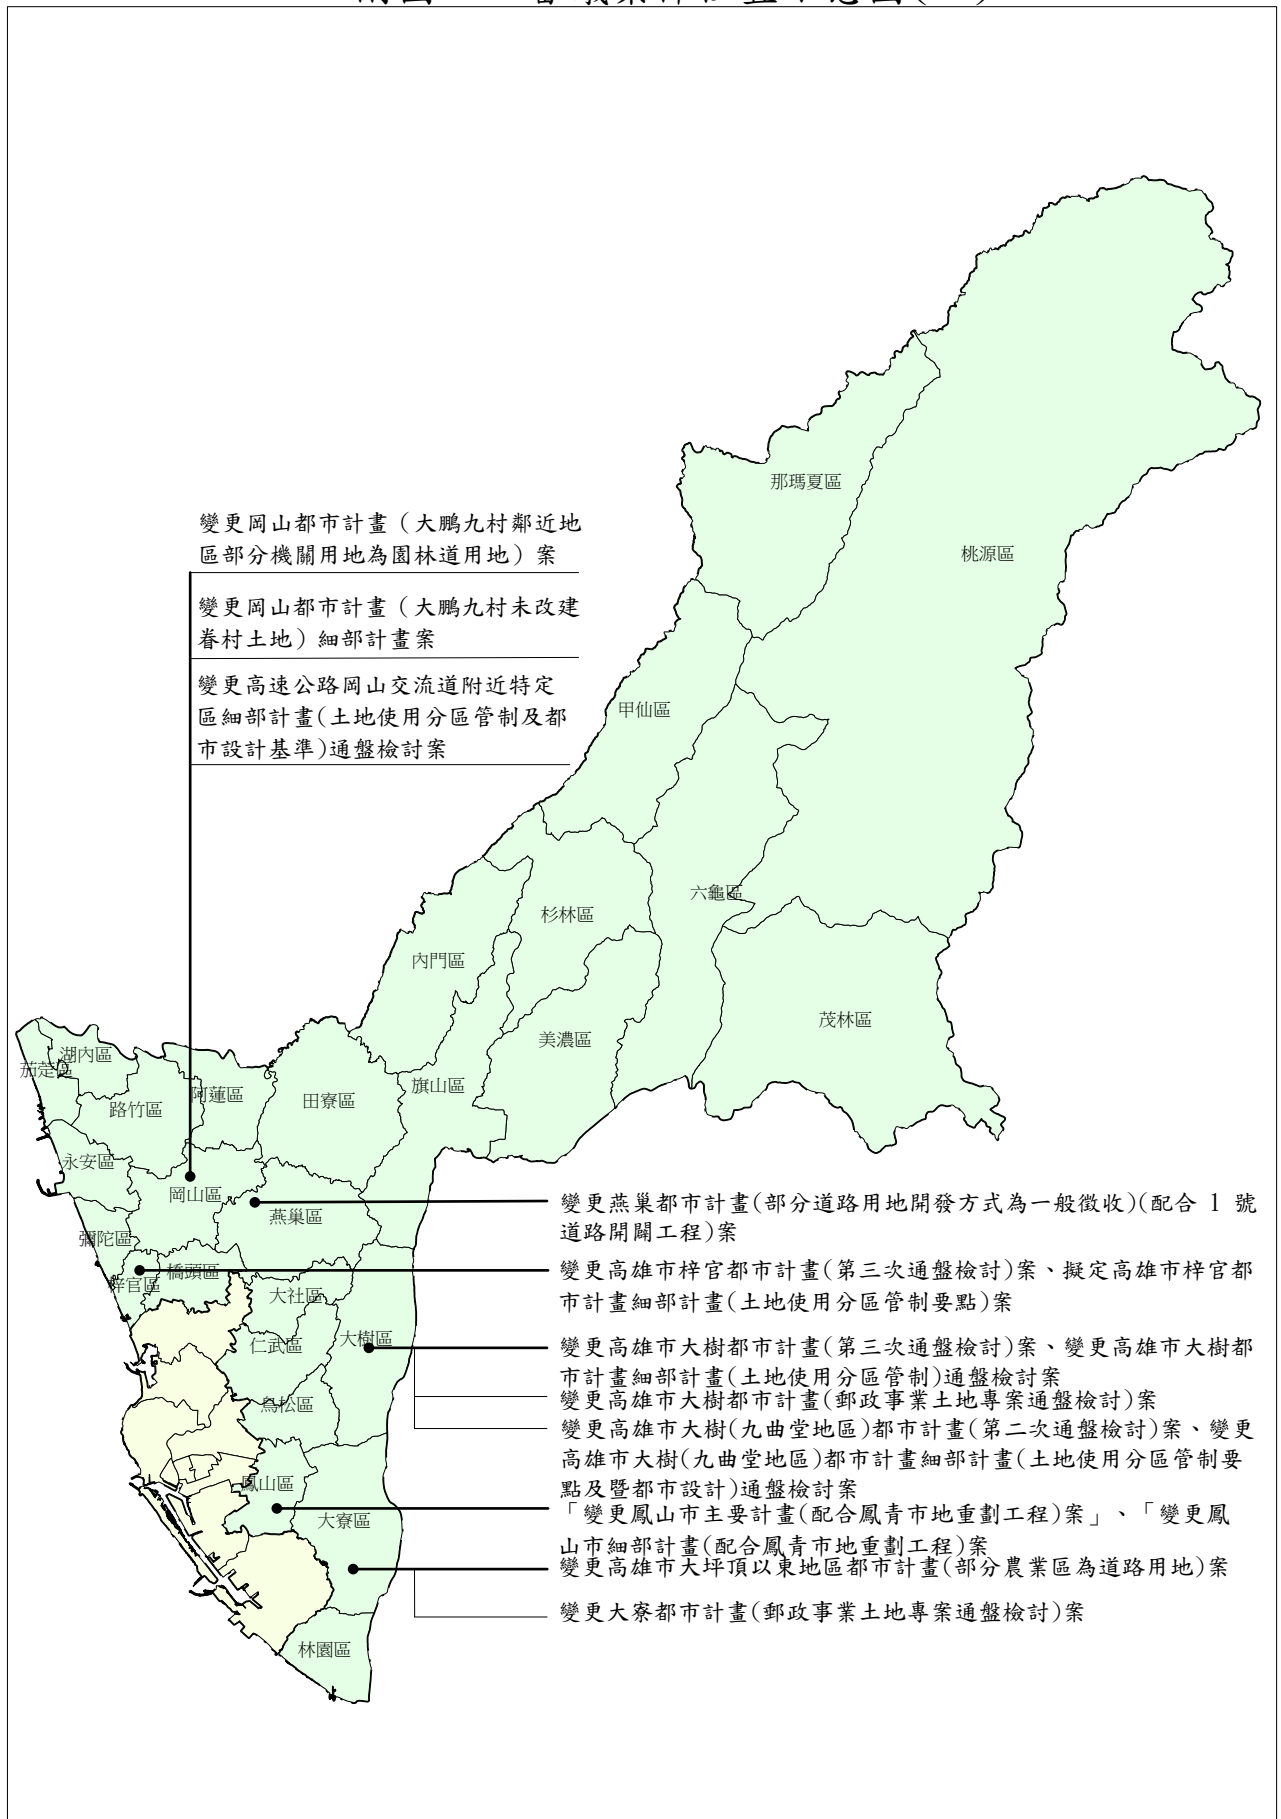 變更岡山都市計畫（大鵬九村鄰近地
區部分機關用地為園林道用地）案
變更岡山都市計畫（大鵬九村未改建
眷村土地）細部計畫案
變更高速公路岡山交流道附近特定
區細部計畫(土地使用分區管制及都
市設計基準)通盤檢討案
那瑪夏區
桃源區
甲仙區
六龜區
杉林區
內門區
美濃區
茂林區
旗山區
湖內區
茄萣區
路竹區
阿蓮區
田寮區
永安區
岡山區
燕巢區
彌陀區
梓官區
橋頭區
大社區
仁武區
大樹區
鳥松區
鳳山區
大寮區
林園區
變更燕巢都市計畫(部分道路用地開發方式為一般徵收)(配合 1 號
道路開闢工程)案
變更高雄市梓官都市計畫(第三次通盤檢討)案、擬定高雄市梓官都
市計畫細部計畫(土地使用分區管制要點)案
變更高雄市大樹都市計畫(第三次通盤檢討)案、變更高雄市大樹都
市計畫細部計畫(土地使用分區管制)通盤檢討案
變更高雄市大樹都市計畫(郵政事業土地專案通盤檢討)案
變更高雄市大樹(九曲堂地區)都市計畫(第二次通盤檢討)案、變更
高雄市大樹(九曲堂地區)都市計畫細部計畫(土地使用分區管制要
點及暨都市設計)通盤檢討案
「變更鳳山市主要計畫(配合鳳青市地重劃工程)案」、「變更鳳
山市細部計畫(配合鳳青市地重劃工程)案
變更高雄市大坪頂以東地區都市計畫(部分農業區為道路用地)案
變更大寮都市計畫(郵政事業土地專案通盤檢討)案